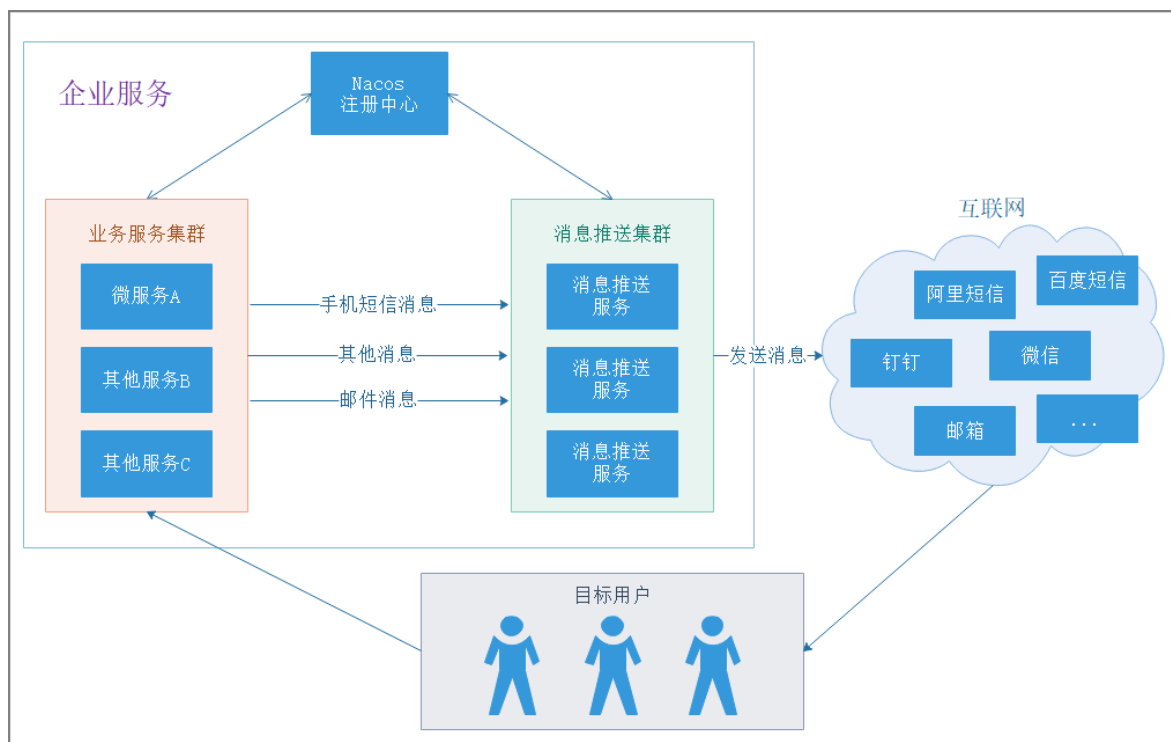 企业服务
Nacos
注册中心
业务服务集群
微服务A
其他服务B
其他服务C
手机短信消息
其他消息
邮件消息
消息推送集群
消息推送
服务
消息推送
服务
消息推送
服务
发送消息
互联网
阿里短信
百度短信
钉钉
微信
邮箱
...
目标用户